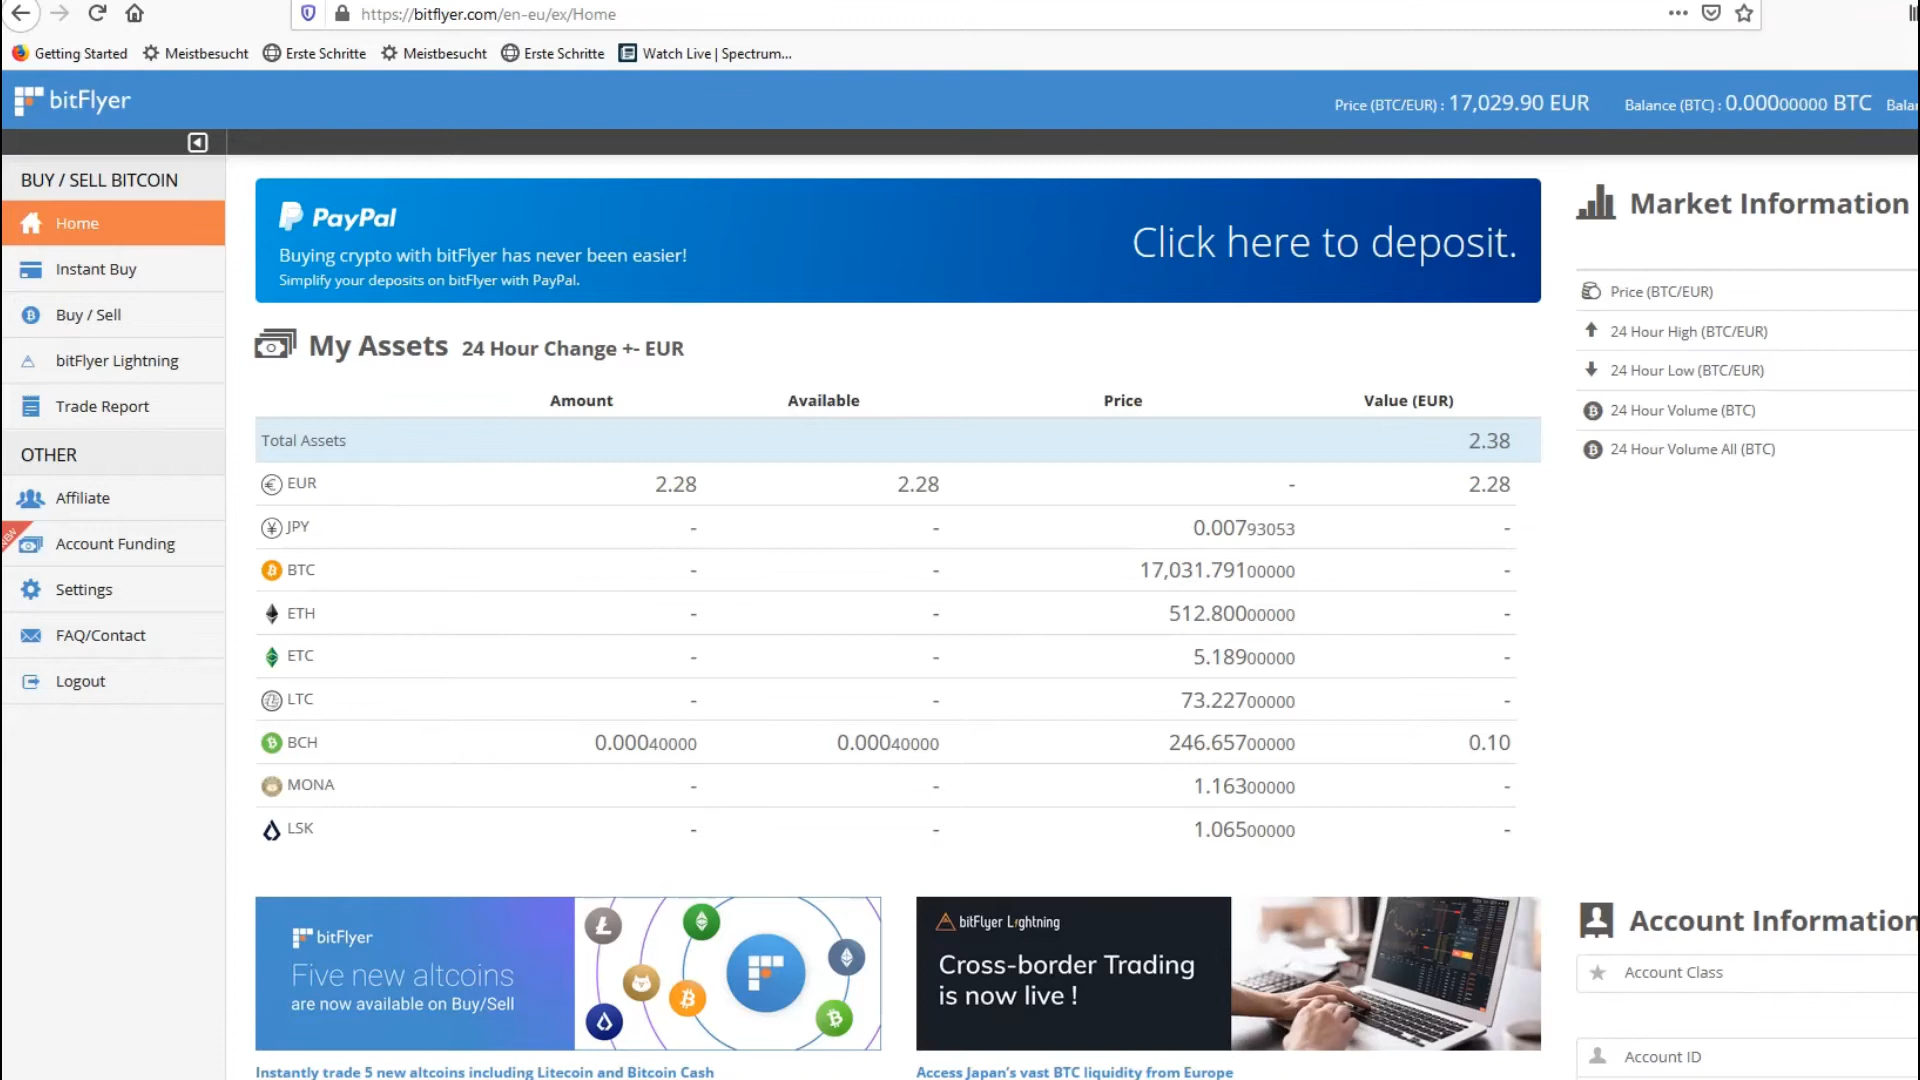 https://bitflyer.com/en-eu/ex/Home
Getting Started Meistbesucht Erste Schritte Meistbesucht Erste Schritte Watch Live | Spectrum...
bitFlyer
Price (BTC/EUR) : 17,029.90 EUR Balance (BTC) : 0.00000000 BTC Balan
BUY / SELL BITCOIN
Home
Instant Buy
Buy / Sell
bitFlyer Lightning
Trade Report
OTHER
Affiliate
NEW
Account Funding
Settings
FAQ/Contact
Logout
PayPal
Buying crypto with bitFlyer has never been easier!
Simplify your deposits on bitFlyer with PayPal.
Click here to deposit.
My Assets 24 Hour Change +- EUR
Amount Available Price Value (EUR)
Total Assets 2.38
EUR 2.28 2.28 - 2.28
JPY - - 0.00793053 -
BTC - - 17,031.79100000 -
ETH - - 512.80000000 -
ETC - - 5.18900000 -
LTC - - 73.22700000 -
BCH 0.00040000 0.00040000 246.65700000 0.10
MONA - - 1.16300000 -
LSK - - 1.06500000 -
bitFlyer
Five new altcoins
are now available on Buy/Sell
Instantly trade 5 new altcoins including Litecoin and Bitcoin Cash
bitFlyer Lightning
Cross-border Trading
is now live !
Access Japan's vast BTC liquidity from Europe
Market Information
Price (BTC/EUR)
24 Hour High (BTC/EUR)
24 Hour Low (BTC/EUR)
24 Hour Volume (BTC)
24 Hour Volume All (BTC)
Account Information
Account Class
Account ID